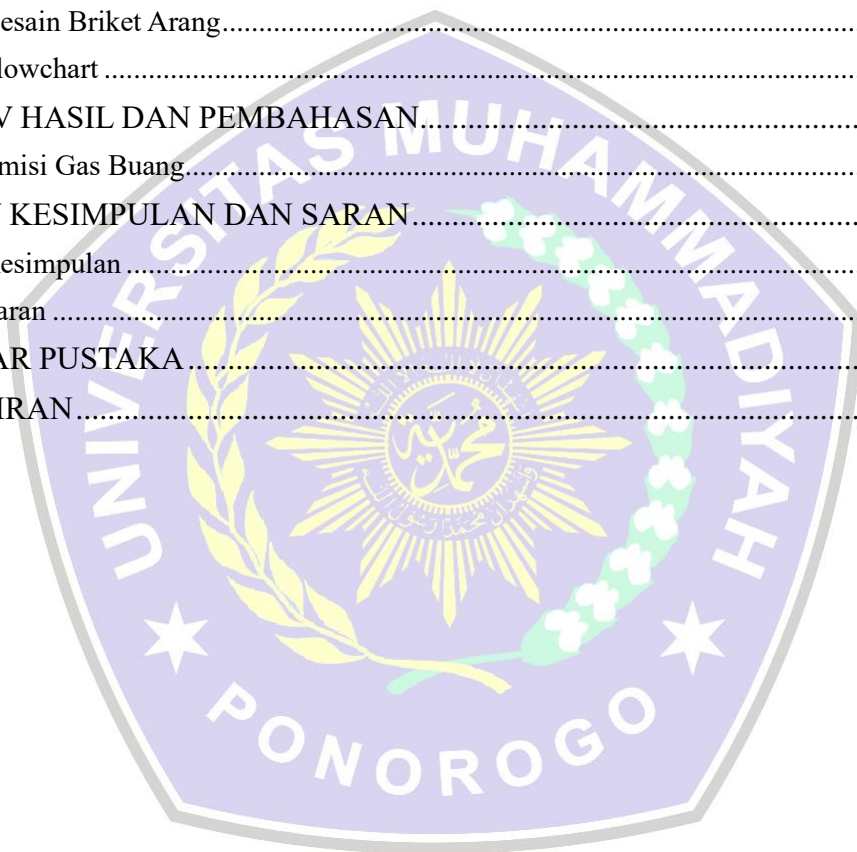 esain Briket Arang
lowchart
V HASIL DAN PEMBAHASAN
misi Gas Buang
KESIMPULAN DAN SARAN
esimpulan
aran
AR PUSTAKA
IRAN
UNIVERSITAS MUHAMMADIYAH
PONOROGO
محمدية